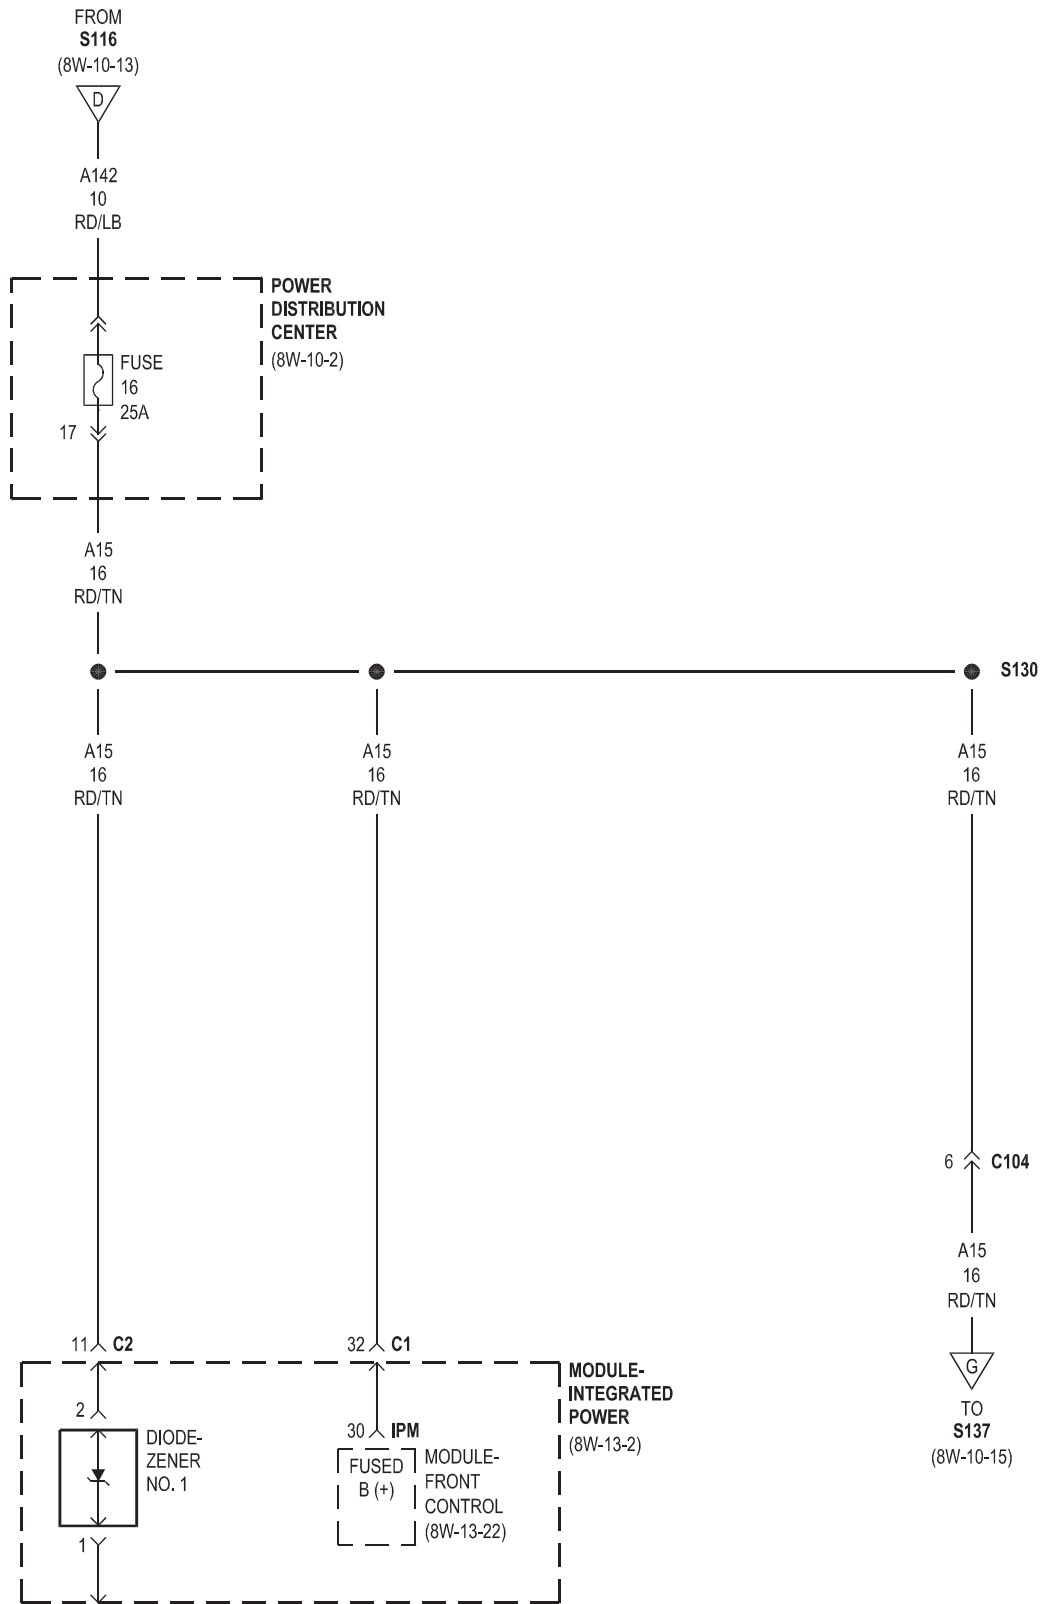 FROM
S116
(8W-10-13)
D
A142
10
RD/LB
POWER
DISTRIBUTION
CENTER
(8W-10-2)
FUSE
16
25A
17
A15
16
RD/TN
S130
A15
16
RD/TN
A15
16
RD/TN
A15
16
RD/TN
6 C104
A15
16
RD/TN
G
TO
S137
(8W-10-15)
11 C2
32 C1
MODULE-
INTEGRATED
POWER
(8W-13-2)
2
DIODE-
ZENER
NO. 1
1
30 IPM
FUSED
B (+)
MODULE-
FRONT
CONTROL
(8W-13-22)